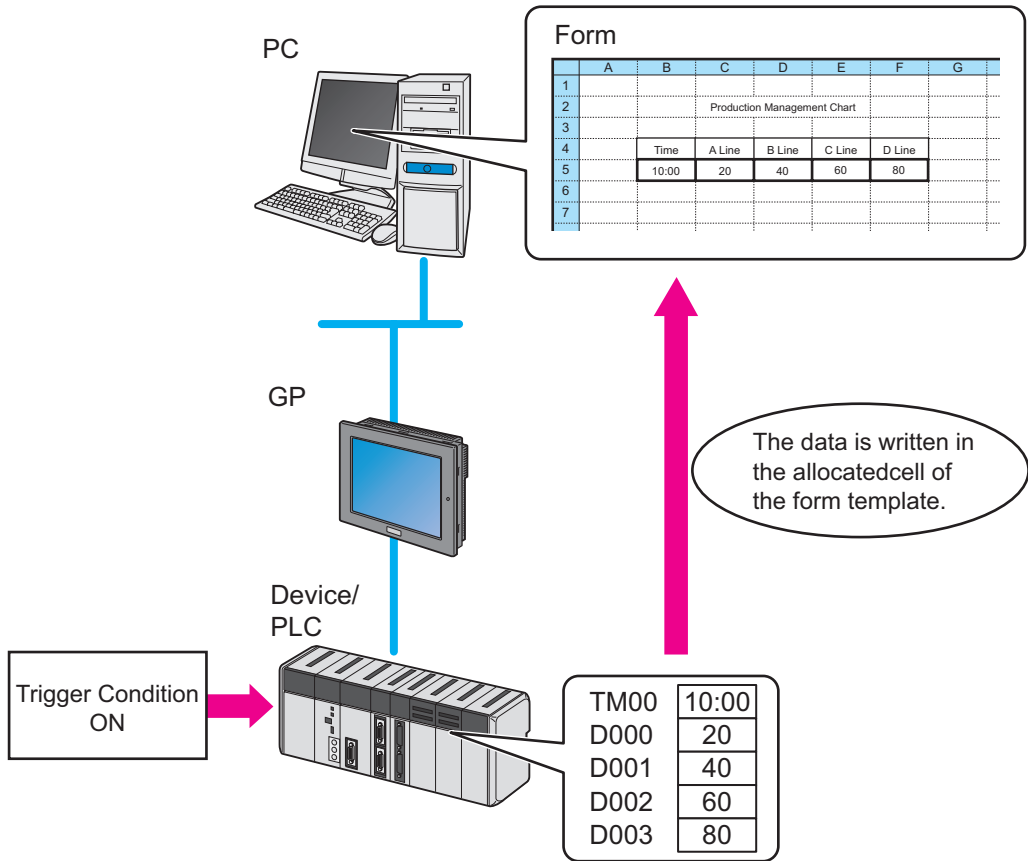 PC
Form
A B C D E F G
1
2 Production Management Chart
3
4 Time A Line B Line C Line D Line
5 10:00 20 40 60 80
6
7
GP
The data is written in
the allocatedcell of
the form template.
Device/
PLC
Trigger Condition
ON
TM00 10:00
D000 20
D001 40
D002 60
D003 80